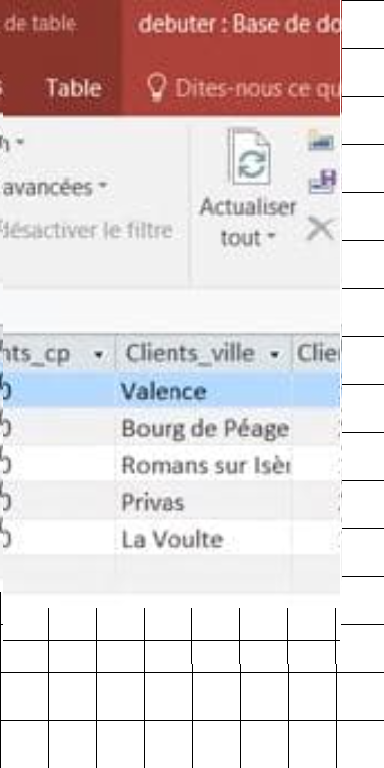 de table debuter : Base de do
Table Dites-nous ce qu
avancées
Actualiser
désactiver le filtre
tout
nts_cp Clients_ville Clie
Valence
Bourg de Péage
Romans sur Isèr
Privas
La Voulte